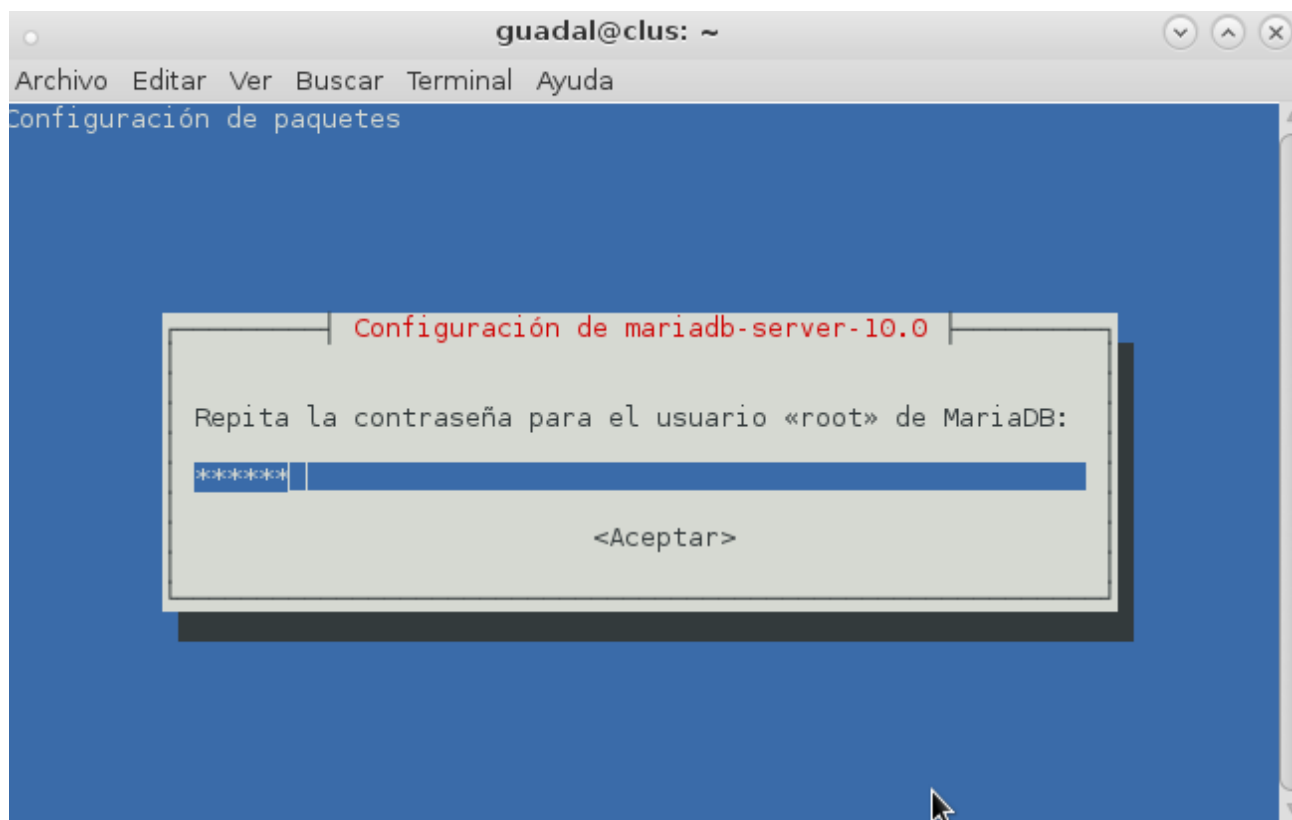 guadal@clus: ~
Archivo Editar Ver Buscar Terminal Ayuda
Configuración de paquetes
Configuración de mariadb-server-10.0
Repita la contraseña para el usuario «root» de MariaDB:
******
<Aceptar>